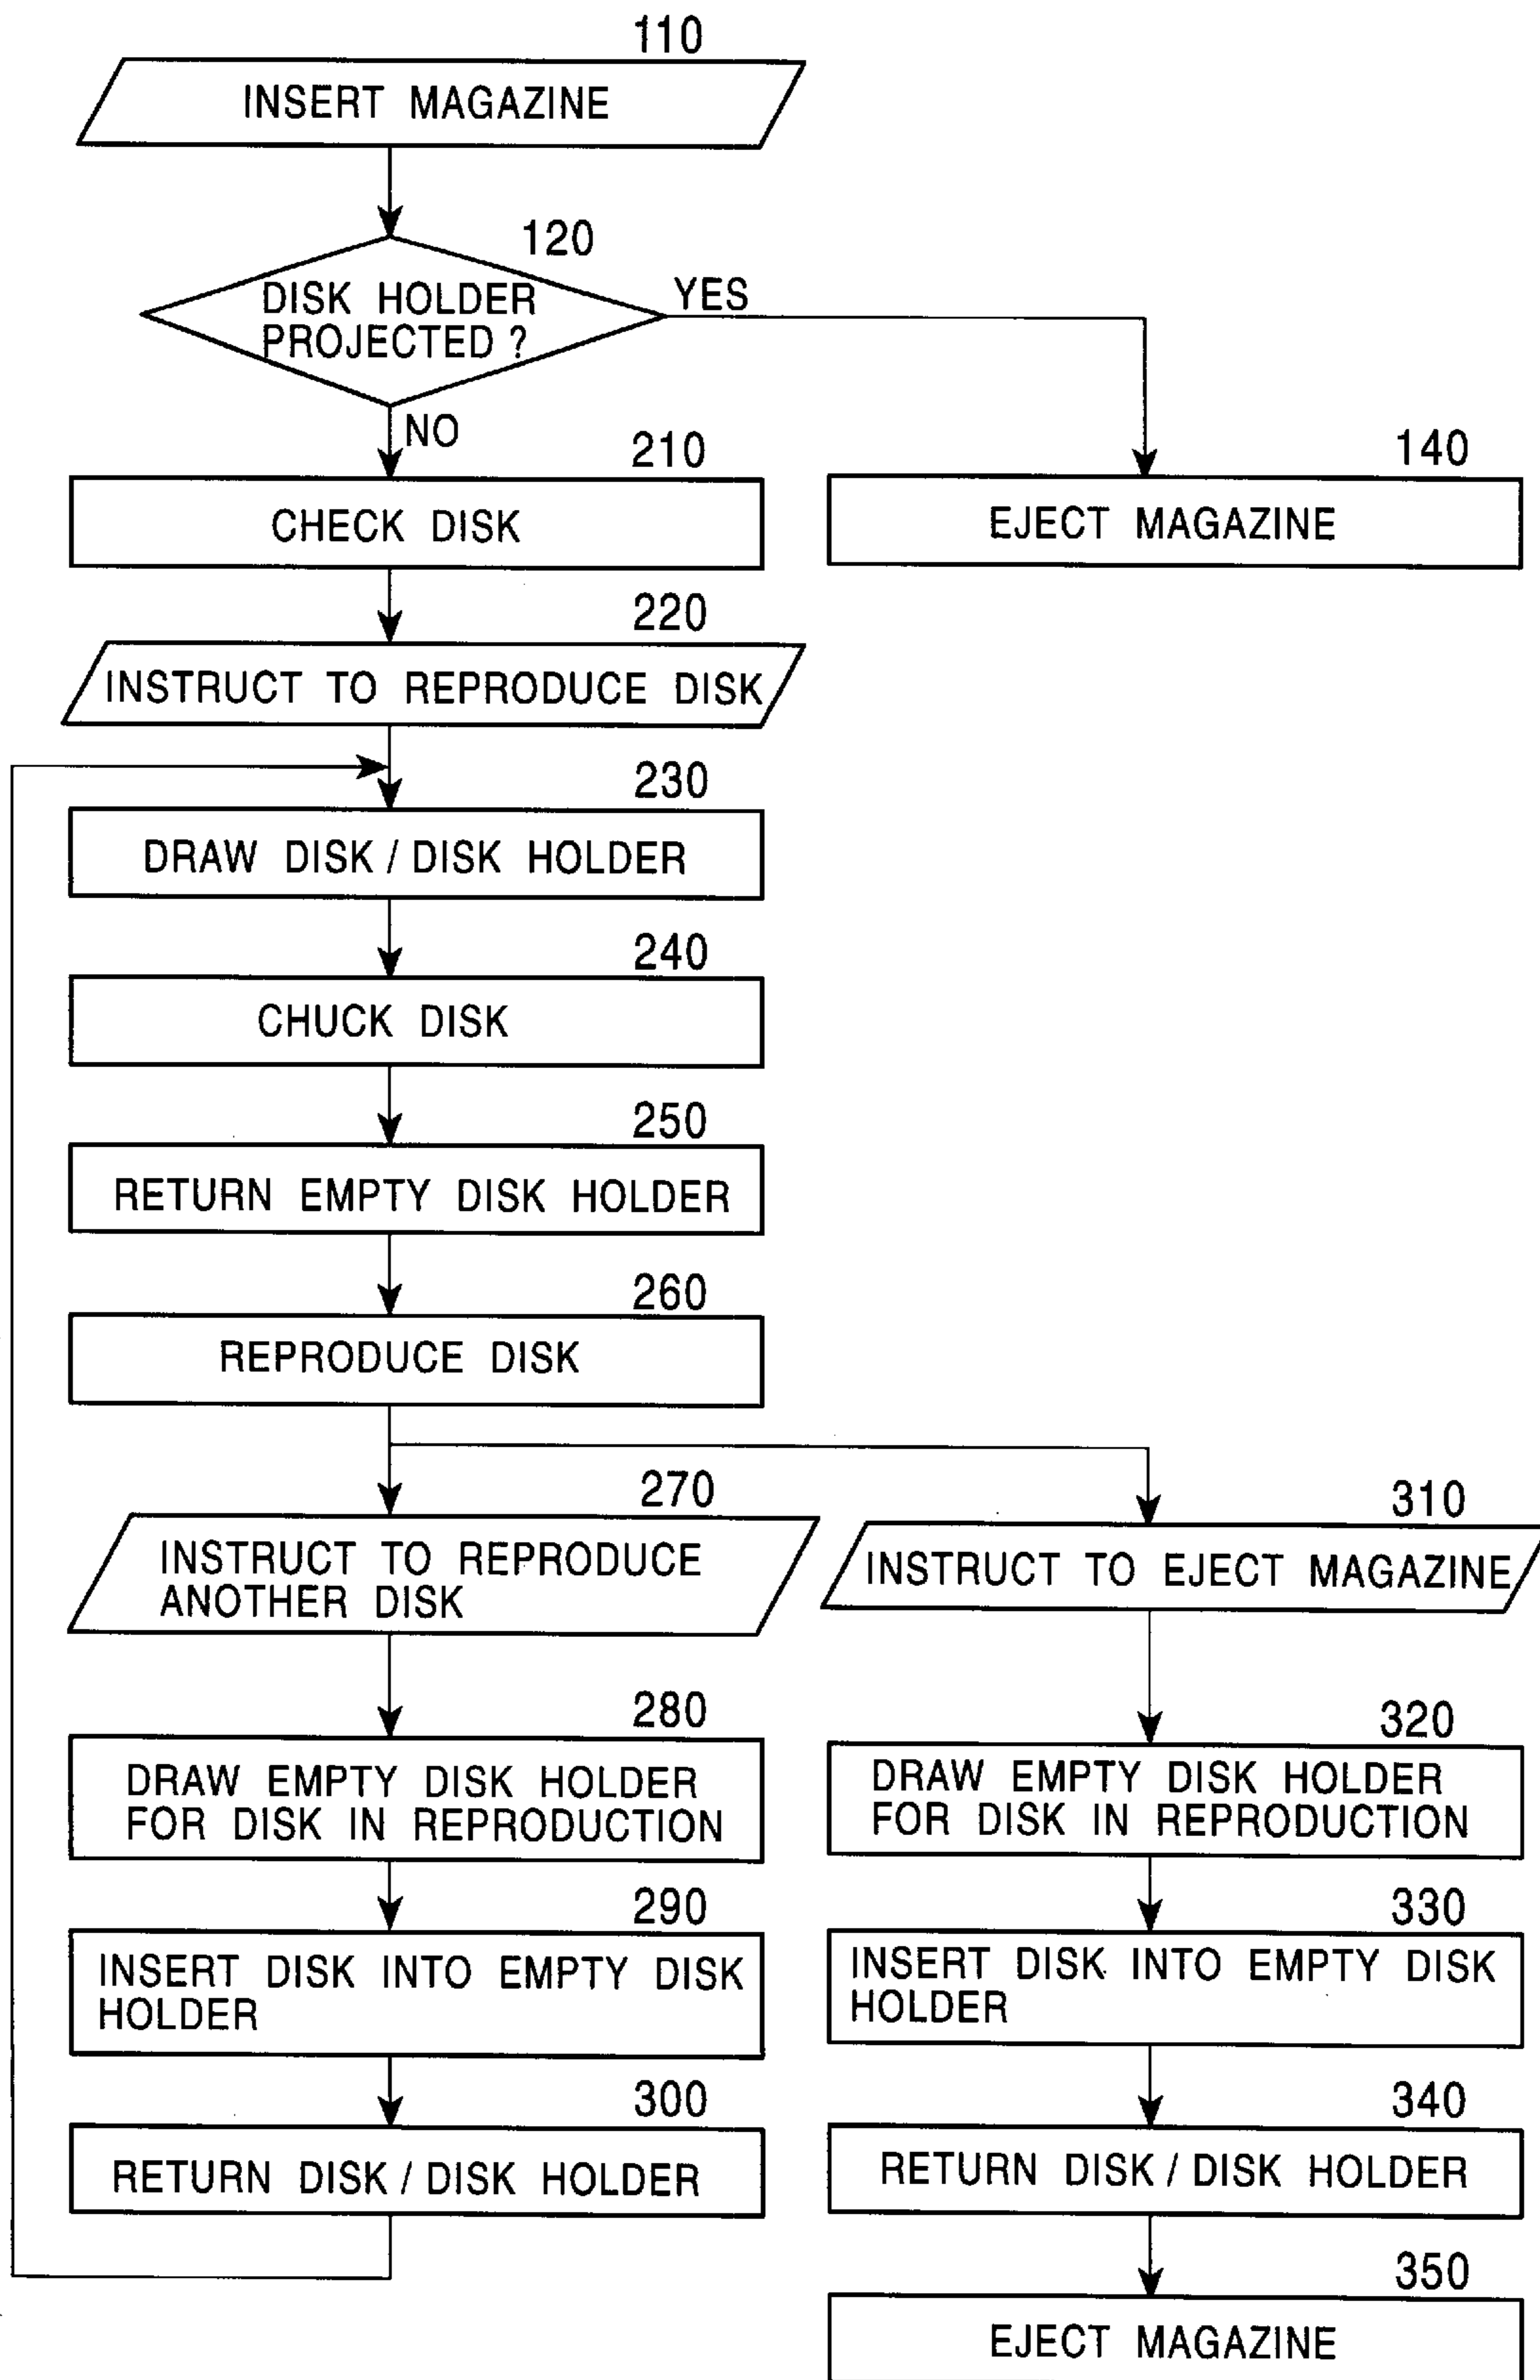 110
INSERT MAGAZINE
120
DISK HOLDER
PROJECTED ?
YES
NO
210
CHECK DISK
140
EJECT MAGAZINE
220
INSTRUCT TO REPRODUCE DISK
230
DRAW DISK / DISK HOLDER
240
CHUCK DISK
250
RETURN EMPTY DISK HOLDER
260
REPRODUCE DISK
270
INSTRUCT TO REPRODUCE
ANOTHER DISK
310
INSTRUCT TO EJECT MAGAZINE
280
DRAW EMPTY DISK HOLDER
FOR DISK IN REPRODUCTION
320
DRAW EMPTY DISK HOLDER
FOR DISK IN REPRODUCTION
290
INSERT DISK INTO EMPTY DISK
HOLDER
330
INSERT DISK INTO EMPTY DISK
HOLDER
300
RETURN DISK / DISK HOLDER
340
RETURN DISK / DISK HOLDER
350
EJECT MAGAZINE